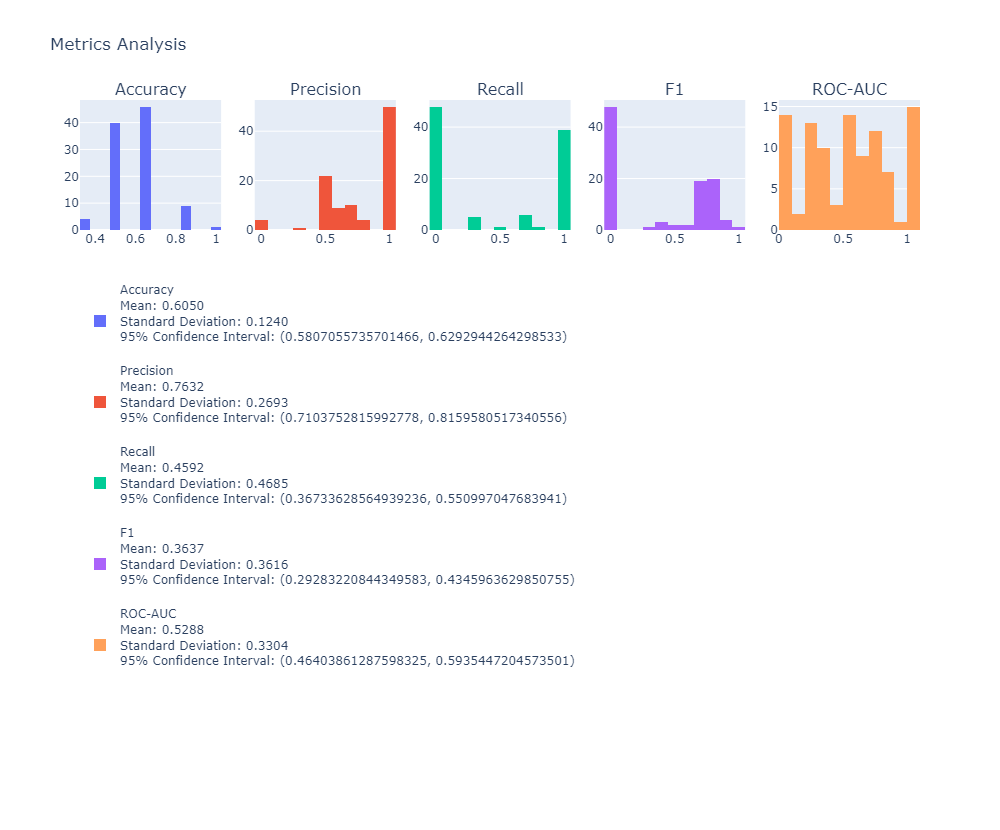 Metrics Analysis
Accuracy
Precision
Recall
F1
ROC-AUC
40
30
20
10
0
0.4
0.6
0.8
1
40
20
0
0
0.5
1
40
20
0
0
0.5
1
40
20
0
0
0.5
1
15
10
5
0
0
0.5
1
Accuracy
Mean: 0.6050
Standard Deviation: 0.1240
95% Confidence Interval: (0.5807055735701466, 0.6292944264298533)
Precision
Mean: 0.7632
Standard Deviation: 0.2693
95% Confidence Interval: (0.7103752815992778, 0.8159580517340556)
Recall
Mean: 0.4592
Standard Deviation: 0.4685
95% Confidence Interval: (0.36733628564939236, 0.550997047683941)
F1
Mean: 0.3637
Standard Deviation: 0.3616
95% Confidence Interval: (0.29283220844349583, 0.4345963629850755)
ROC-AUC
Mean: 0.5288
Standard Deviation: 0.3304
95% Confidence Interval: (0.46403861287598325, 0.5935447204573501)